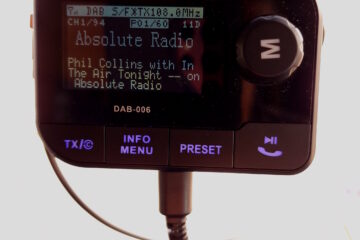 DAB S/FXTX108.0MHz
CH1/94 P01/60 11D
Absolute Radio
Phil Collins with In
The Air Tonight -- on
Absolute Radio
M
DAB-006
TX/©
INFO
MENU
PRESET